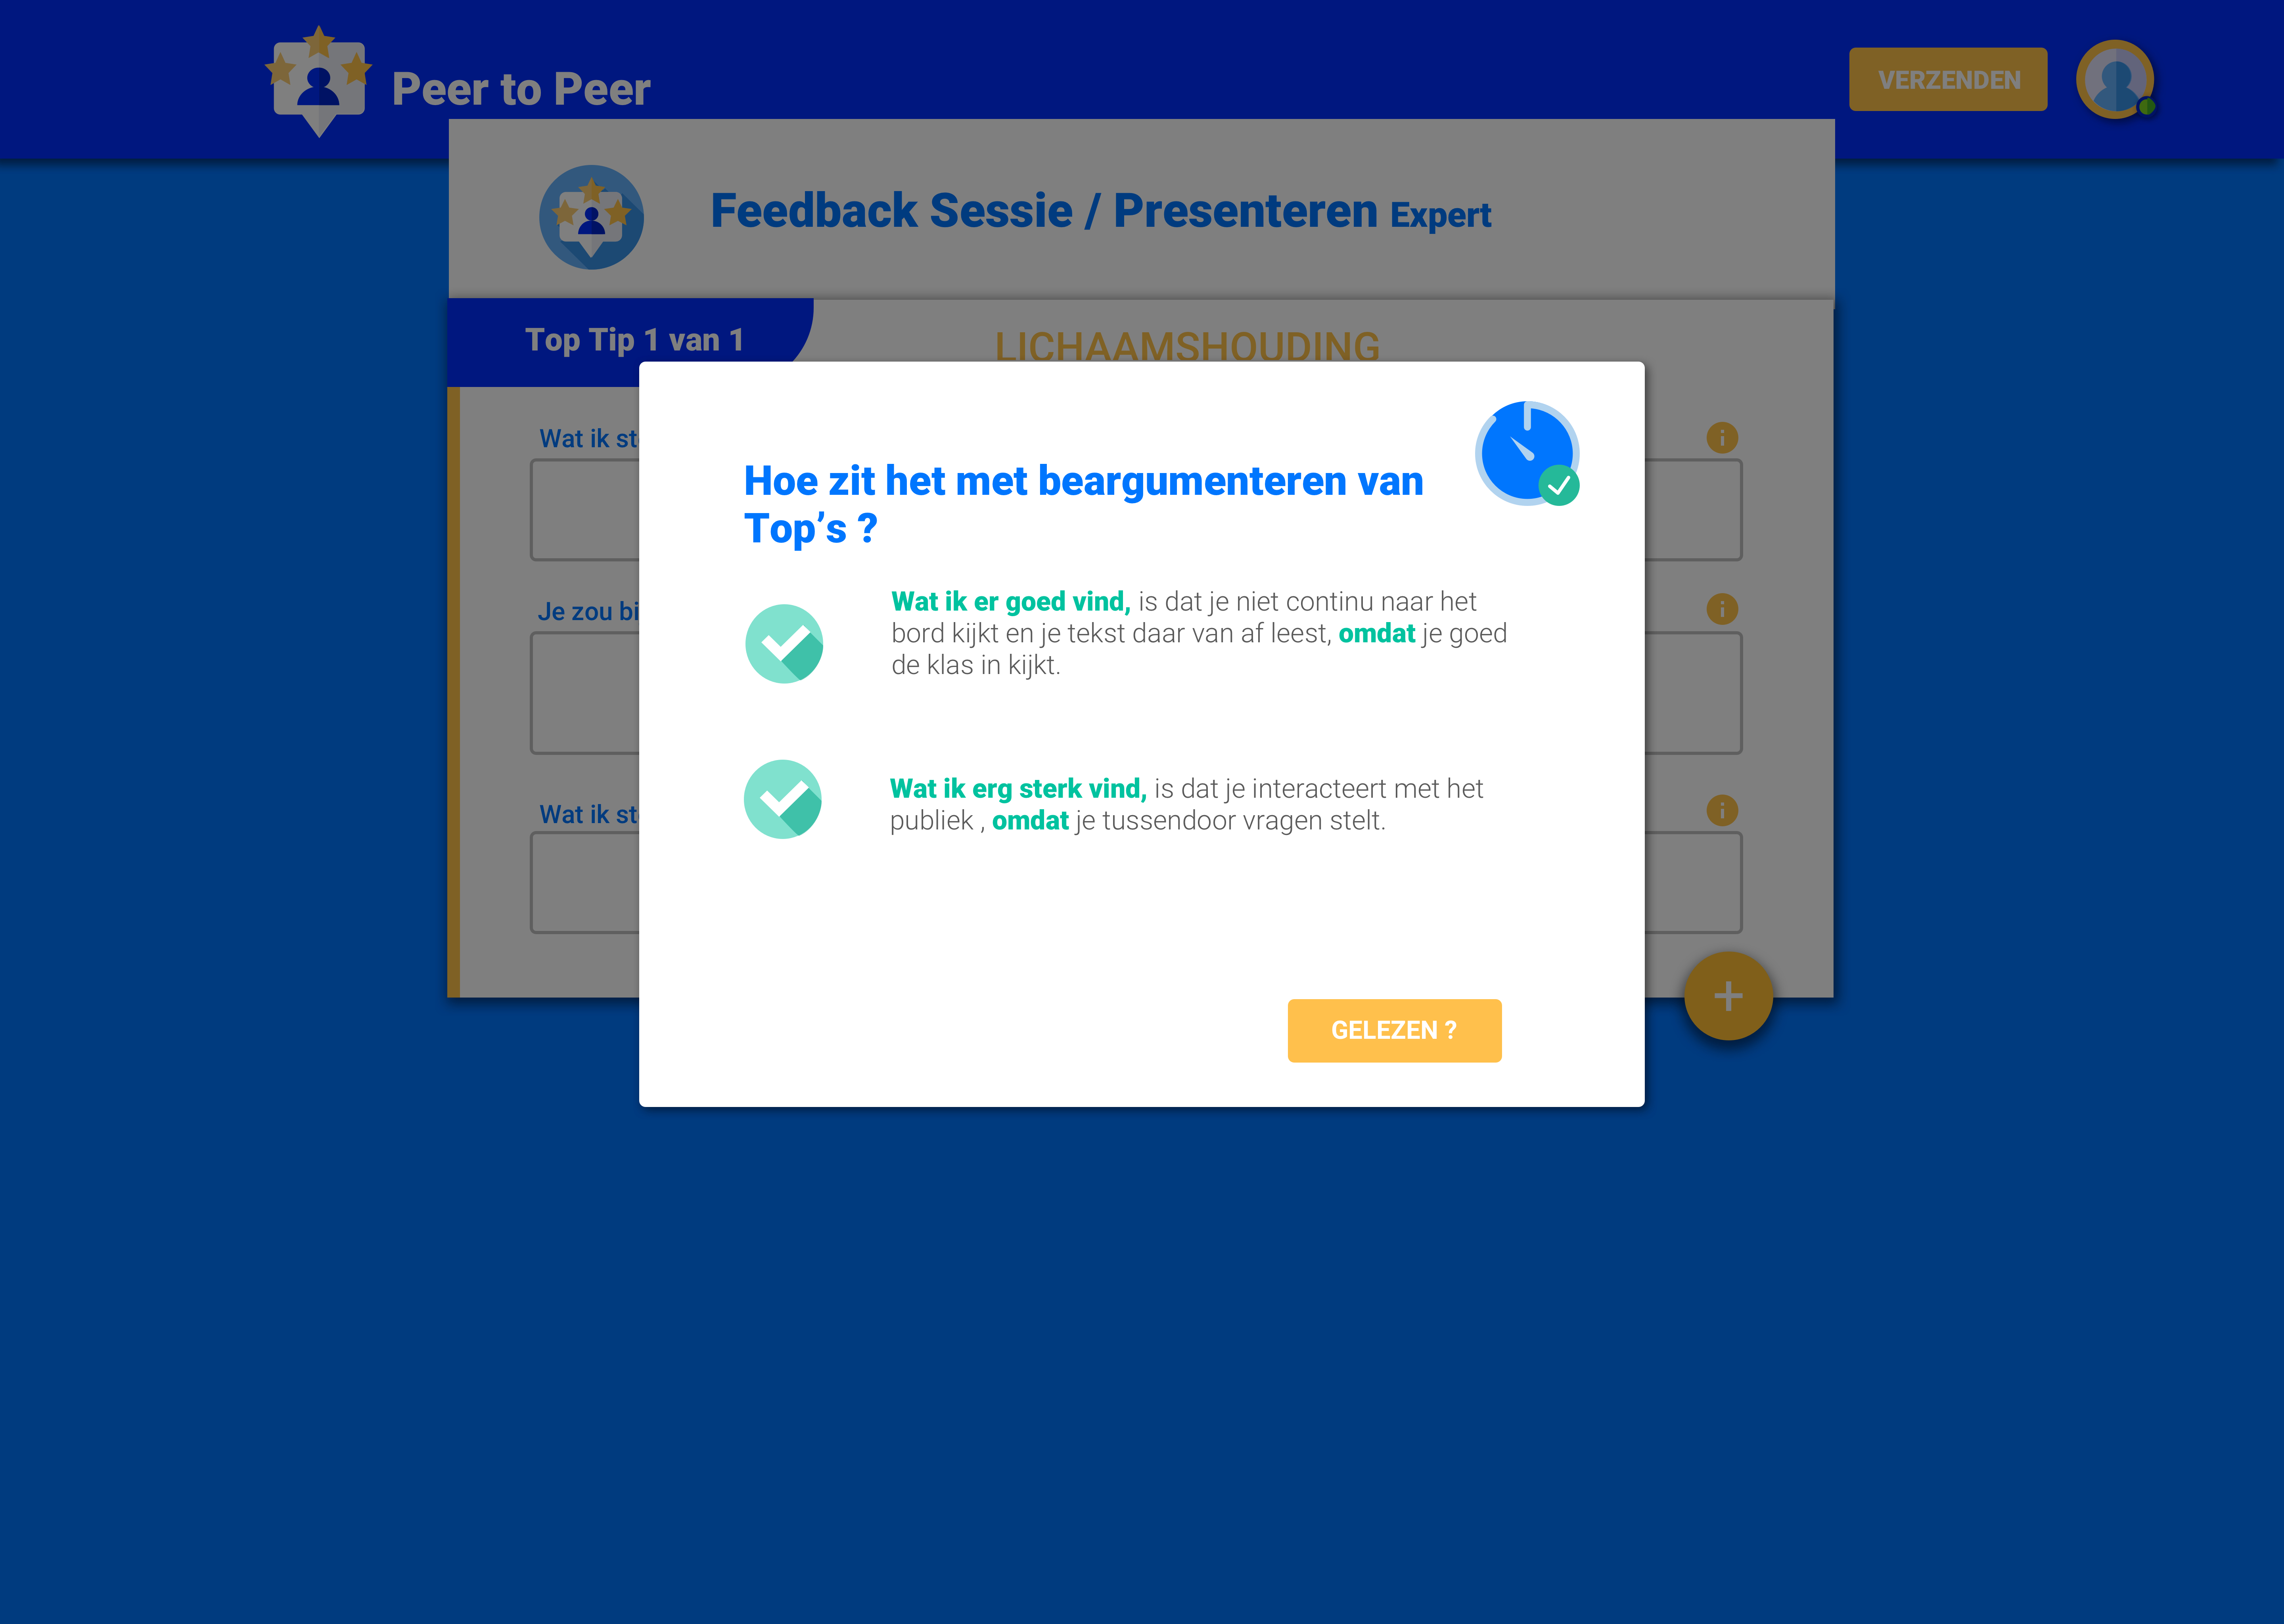 Peer to Peer
VERZENDEN
Feedback Sessie / Presenteren Expert
Top Tip 1 van 1
LICHAAMSHOUDING
Wat ik
Je zou
Wat ik
Hoe zit het met beargumenteren van
Top's ?
Wat ik er goed vind, is dat je niet continu naar het
bord kijkt en je tekst daar van af leest, omdat je goed
de klas in kijkt.
Wat ik erg sterk vind, is dat je interacteert met het
publiek , omdat je tussendoor vragen stelt.
GELEZEN ?